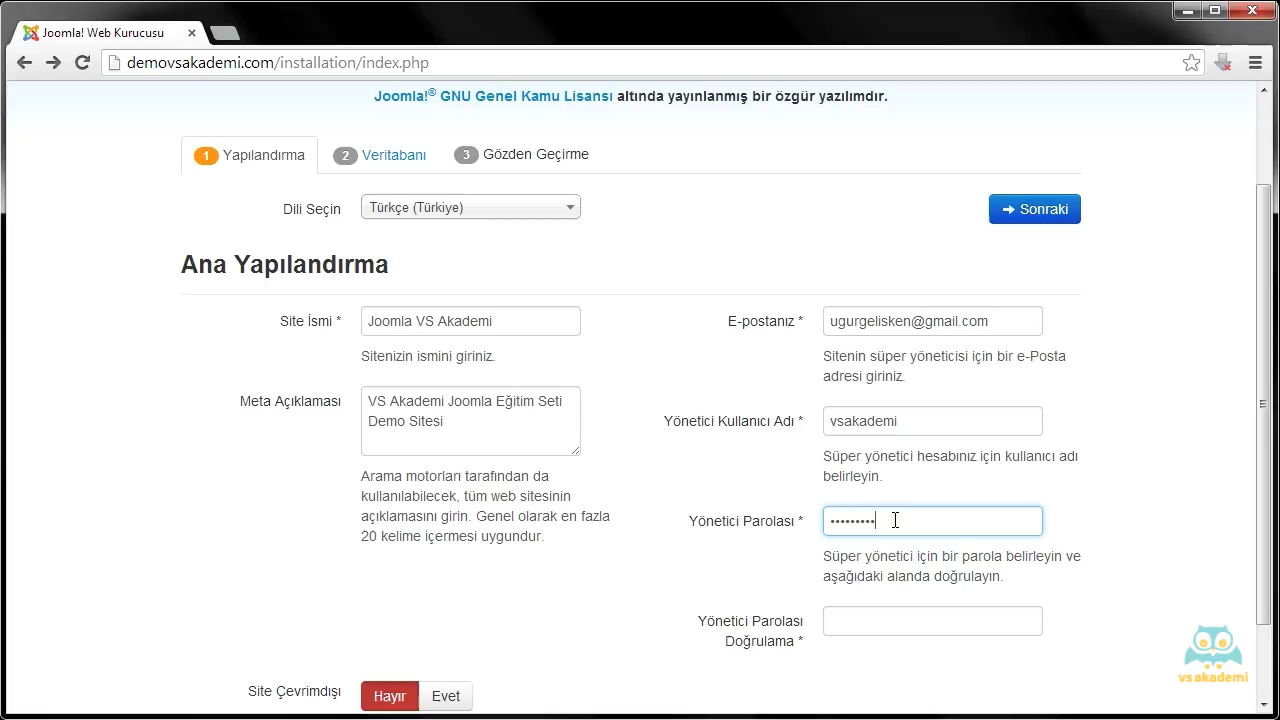 Joomla! Web Kurucusu
demovsakademi.com/installation/index.php
Joomla!® GNU Genel Kamu Lisansı altında yayınlanmış bir özgür yazılımdır.
1 Yapılandırma 2 Veritabanı 3 Gözden Geçirme
Dili Seçin Türkçe (Türkiye) Sonraki
Ana Yapılandırma
Site İsmi * Joomla VS Akademi
Sitenizin ismini giriniz.
Meta Açıklaması VS Akademi Joomla Eğitim Seti
Demo Sitesi
Arama motorları tarafından da
kullanılabilecek, tüm web sitesinin
açıklamasını girin. Genel olarak en fazla
20 kelime içermesi uygundur.
E-postanız * ugurgelisken@gmail.com
Sitenin süper yöneticisi için bir e-Posta
adresi giriniz.
Yönetici Kullanıcı Adı * vsakademi
Süper yönetici hesabınız için kullanıcı adı
belirleyin.
Yönetici Parolası * •••••••••
Süper yönetici için bir parola belirleyin ve
aşağıdaki alanda doğrulayın.
Yönetici Parolası
Doğrulama *
Site Çevrimdışı Hayır Evet
vsakademi